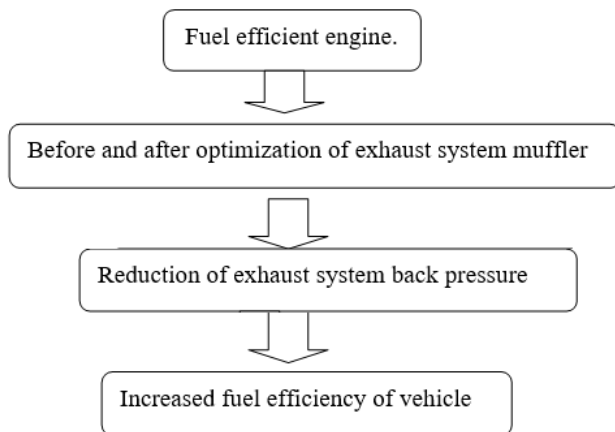 Fuel efficient engine.
Before and after optimization of exhaust system muffler
Reduction of exhaust system back pressure
Increased fuel efficiency of vehicle